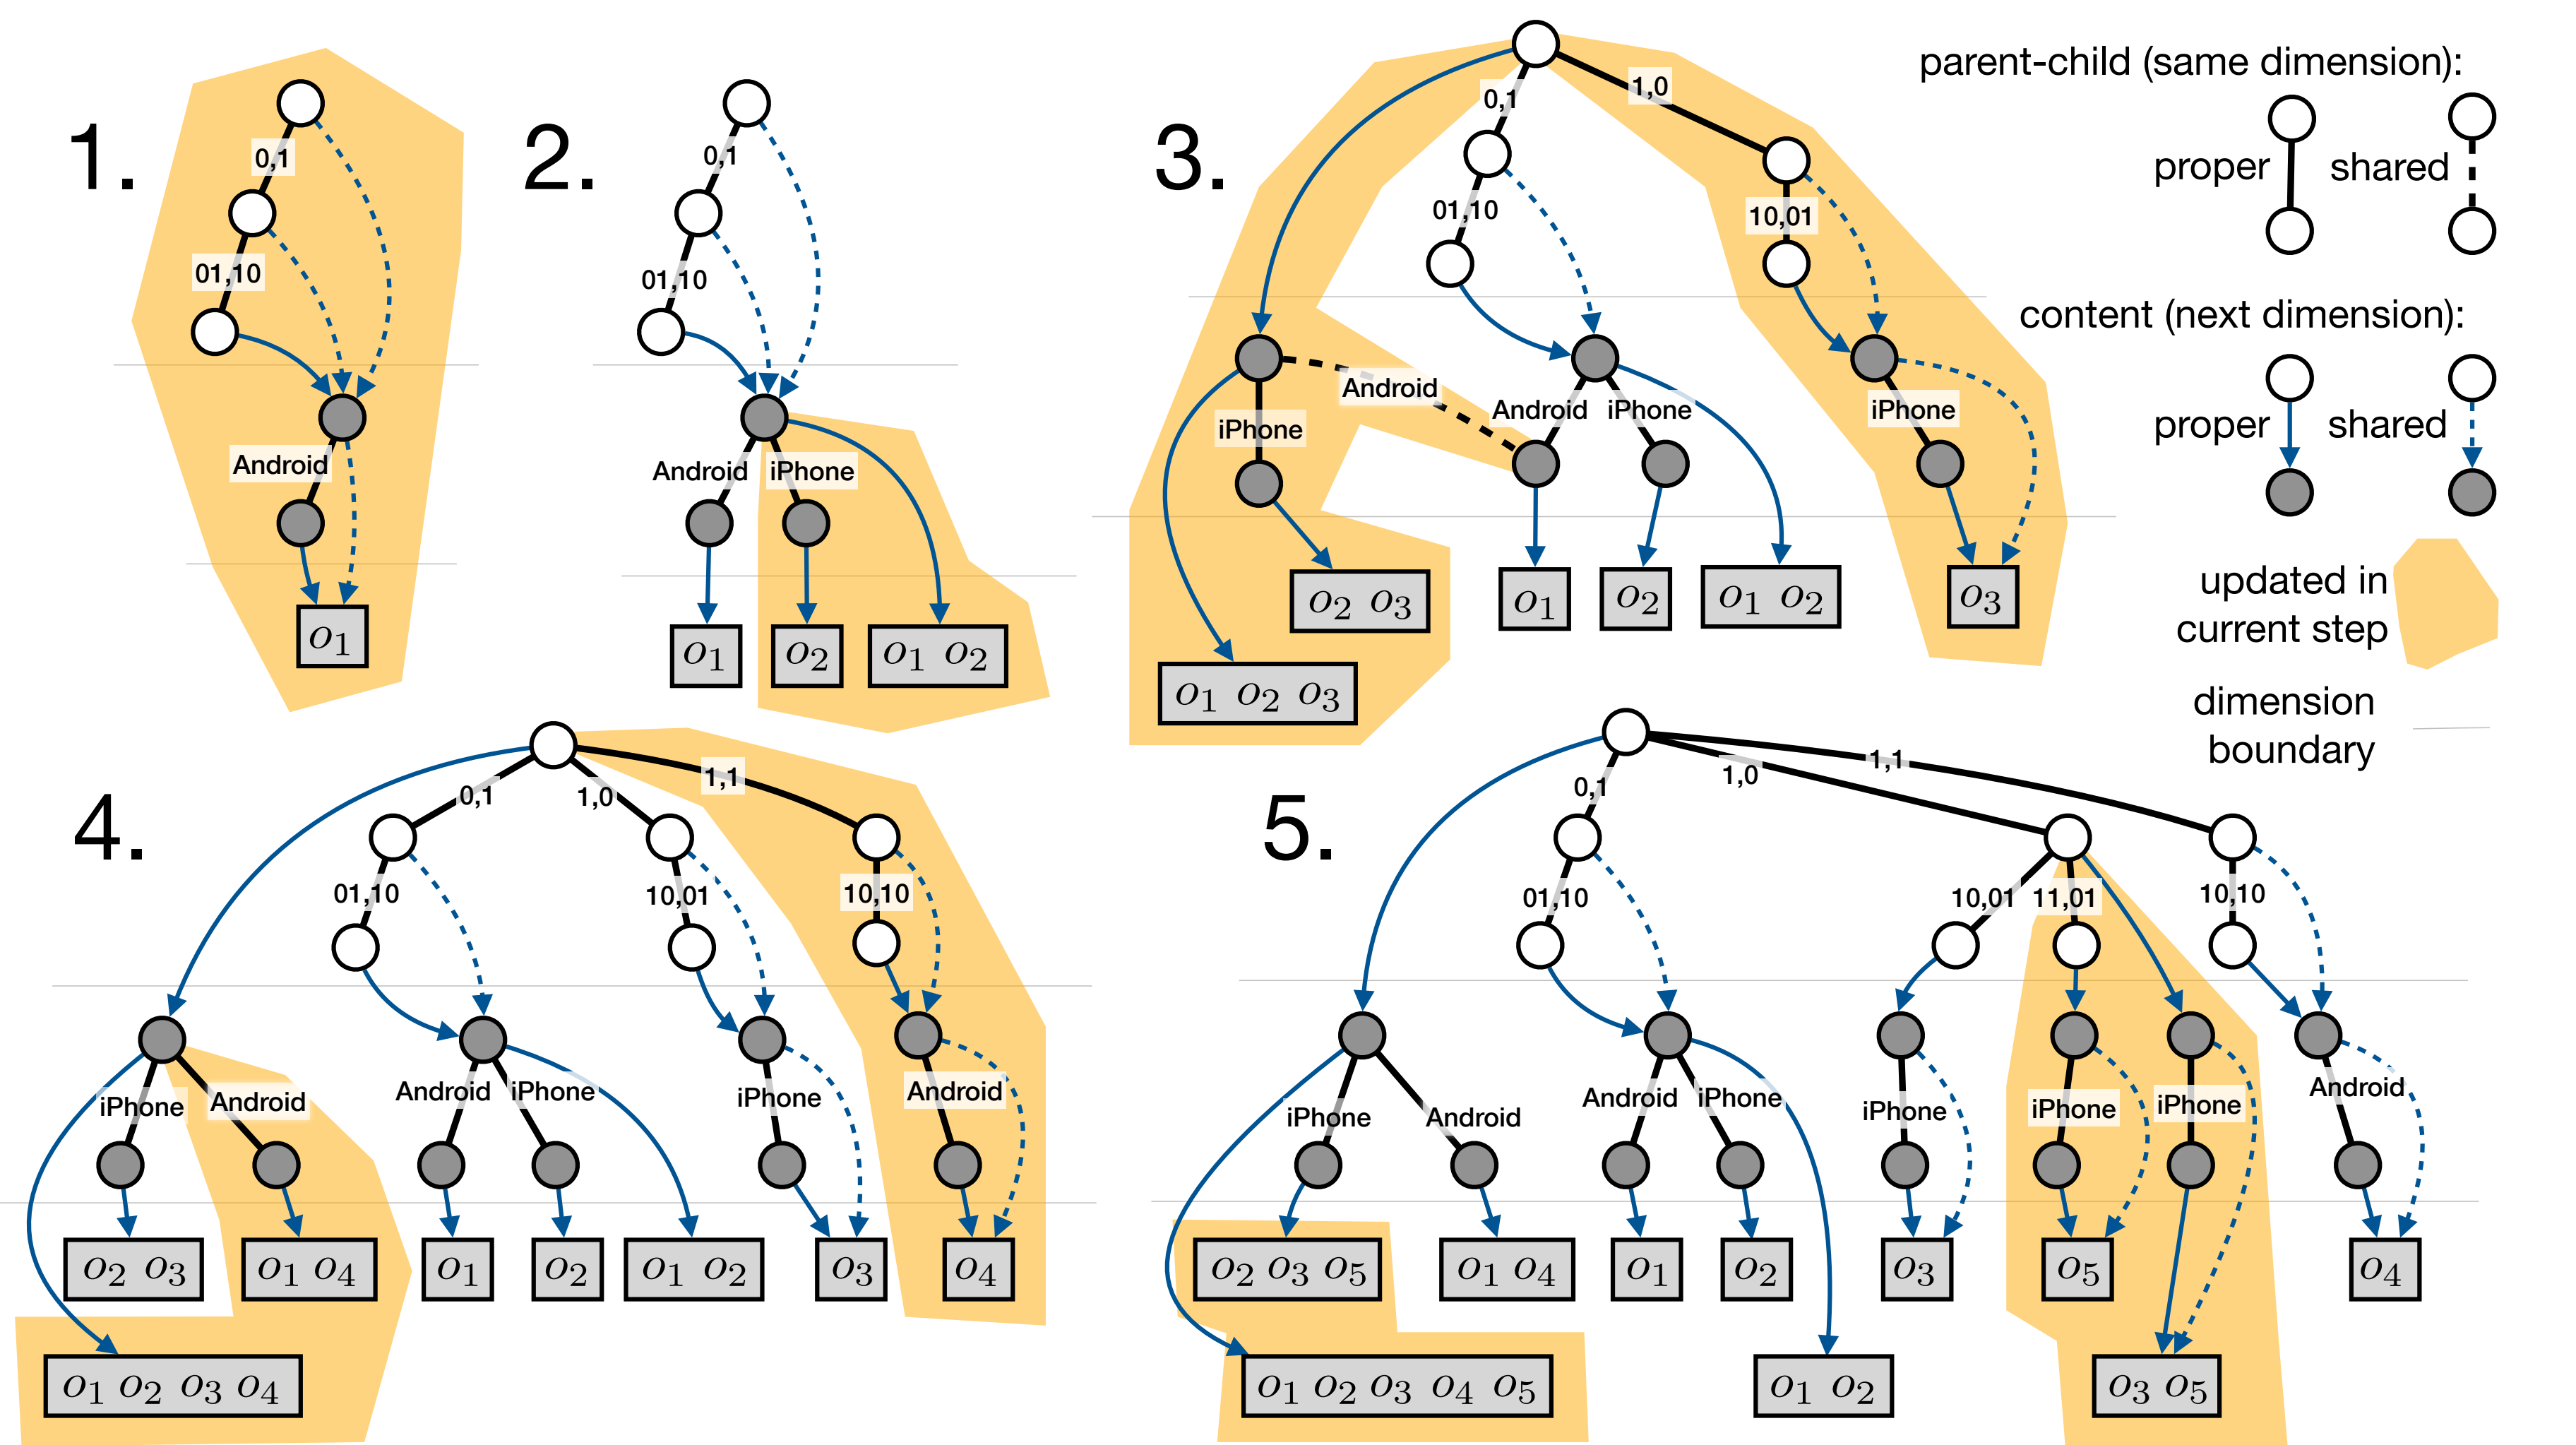 1.
0,1
01,10
Android
o1
2.
0,1
01,10
Android iPhone
o1 o2 o1 o2
3.
0,1
1,0
01,10
10,01
Android
iPhone
Android iPhone
iPhone
o2 o3
o1
o2
o1 o2
o3
o1 o2 o3
parent-child (same dimension):
proper shared
content (next dimension):
proper shared
updated in
current step
dimension
boundary
4.
0,1
1,0
1,1
01,10
10,01
10,10
iPhone
Android
Android iPhone
iPhone
Android
o2 o3
o1 o4
o1
o2
o1 o2
o3
o4
o1 o2 o3 o4
5.
0,1
1,0
1,1
01,10
10,01
11,01
10,10
iPhone
Android
Android iPhone
iPhone
iPhone
iPhone
Android
o2 o3 o5
o1 o4
o1
o2
o3
o5
o4
o1 o2 o3 o4 o5
o1 o2
o3 o5